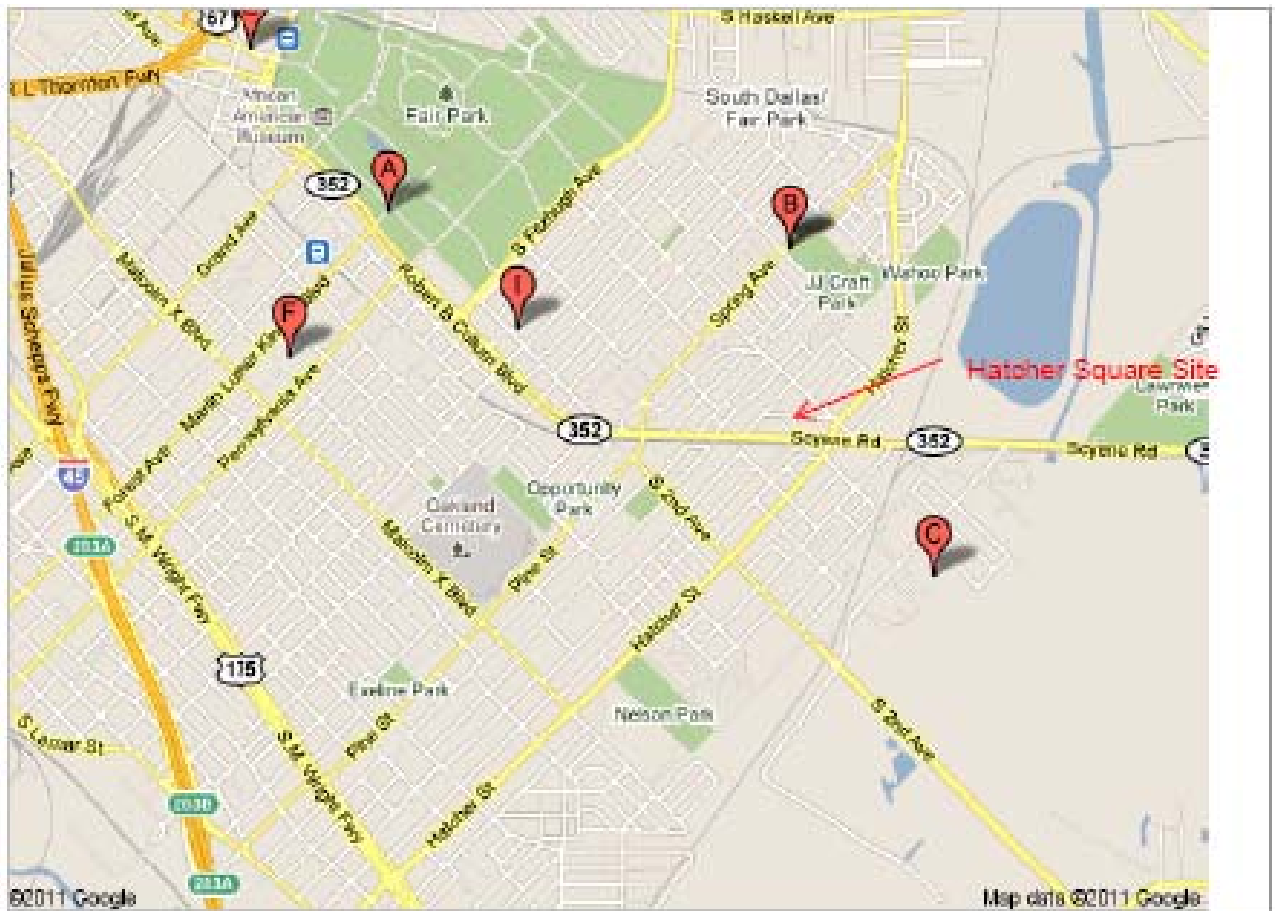 67
S Haskell Ave
R L Thornton Fwy
African
American
Museum
Fair Park
South Dallas/
Fair Park
352
A
B
S Fitzhugh Ave
Grand Ave
Malcolm X Blvd
Robert B Cullum Blvd
I
F
Spring Ave
JJ Craft
Park
Wahoo Park
Julius Schepps Fwy
Martin Luther King Blvd
Pennsylvania Ave
Forest Ave
Hatcher St
Hatcher Square Site
Park
352
Scyene Rd
352
Scyene Rd
45
Oakland
Cemetery
Opportunity
Park
S 2nd Ave
C
283A
S.M. Wright Fwy
Malcolm X Blvd
Pine St
Hatcher St
175
Exeline Park
Nelson Park
S Lamar St
Pine St
S.M. Wright Fwy
S 2nd Ave
283B
Hatcher St
283A
©2011 Google
Map data ©2011 Google